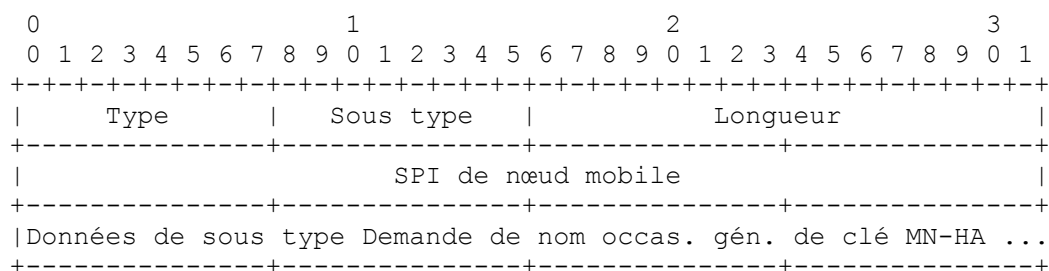 0                   1                   2                   3
 0 1 2 3 4 5 6 7 8 9 0 1 2 3 4 5 6 7 8 9 0 1 2 3 4 5 6 7 8 9 0 1
+-+-+-+-+-+-+-+-+-+-+-+-+-+-+-+-+-+-+-+-+-+-+-+-+-+-+-+-+-+-+-+-+
|     Type      |   Sous type   |           Longueur            |
+---------------+---------------+---------------+---------------+
|                       SPI de nœud mobile                      |
+---------------+---------------+---------------+---------------+
|Données de sous type Demande de nom occas. gén. de clé MN-HA ...
+---------------+---------------+---------------+---------------+